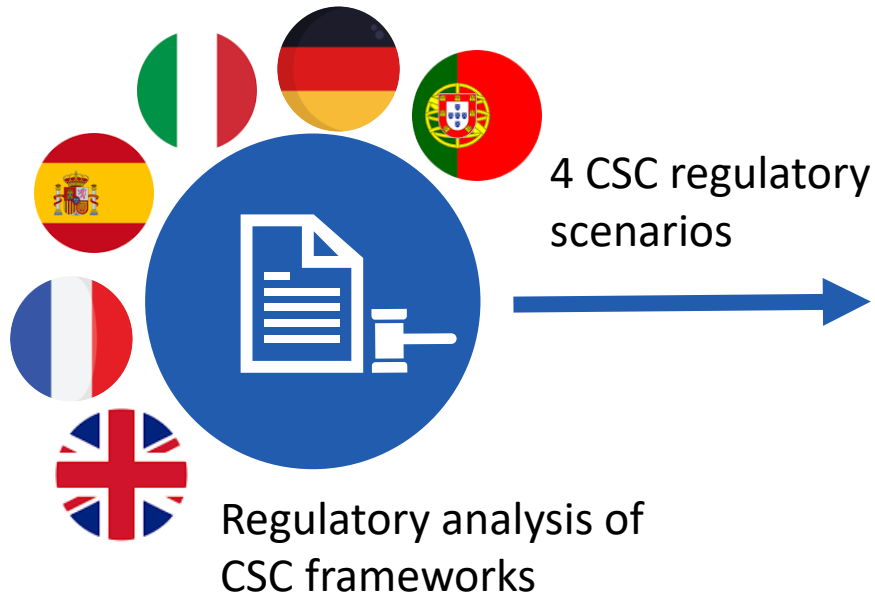 4 CSC regulatory
scenarios
Regulatory analysis of
CSC frameworks